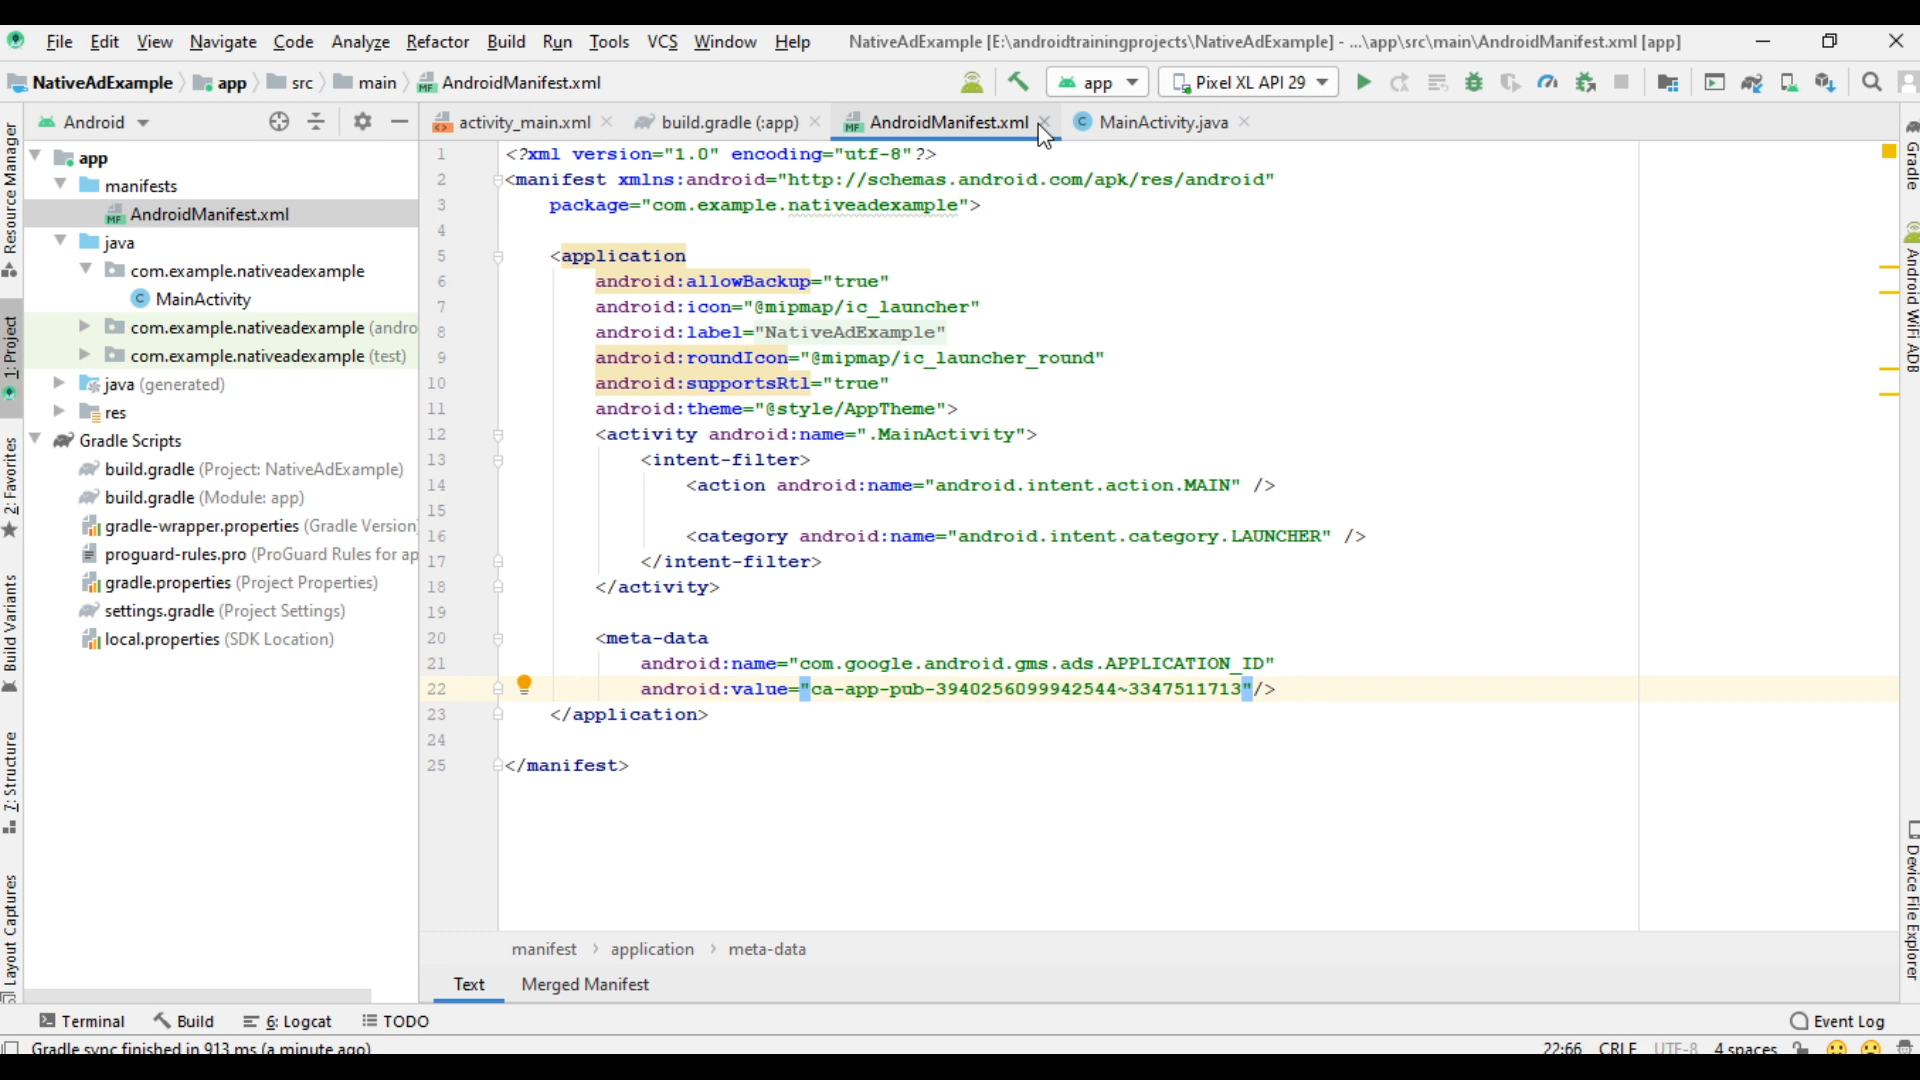 File Edit View Navigate Code Analyze Refactor Build Run Tools VCS Window Help NativeAdExample [E:\androidtrainingprojects\NativeAdExample] - ...\app\src\main\AndroidManifest.xml [app]
NativeAdExample app src main AndroidManifest.xml app Pixel XL API 29
Android activity_main.xml build.gradle (:app) AndroidManifest.xml MainActivity.java
Resource Manager
1: Project
2: Favorites
Build Variants
7: Structure
Layout Captures
app
manifests
AndroidManifest.xml
java
com.example.nativeadexample
MainActivity
com.example.nativeadexample (andro
com.example.nativeadexample (test)
java (generated)
res
Gradle Scripts
build.gradle (Project: NativeAdExample)
build.gradle (Module: app)
gradle-wrapper.properties (Gradle Version
proguard-rules.pro (ProGuard Rules for ap
gradle.properties (Project Properties)
settings.gradle (Project Settings)
local.properties (SDK Location)
1 <?xml version="1.0" encoding="utf-8"?>
2 <manifest xmlns:android="http://schemas.android.com/apk/res/android"
3 package="com.example.nativeadexample">
4
5 <application
6 android:allowBackup="true"
7 android:icon="@mipmap/ic_launcher"
8 android:label="NativeAdExample"
9 android:roundIcon="@mipmap/ic_launcher_round"
10 android:supportsRtl="true"
11 android:theme="@style/AppTheme">
12 <activity android:name=".MainActivity">
13 <intent-filter>
14 <action android:name="android.intent.action.MAIN" />
15
16 <category android:name="android.intent.category.LAUNCHER" />
17 </intent-filter>
18 </activity>
19
20 <meta-data
21 android:name="com.google.android.gms.ads.APPLICATION_ID"
22 android:value="ca-app-pub-3940256099942544~3347511713"/>
23 </application>
24
25 </manifest>
manifest › application › meta-data
Text Merged Manifest
Gradle
Android WiFi ADB
Device File Explorer
Terminal Build 6: Logcat TODO Event Log
Gradle sync finished in 913 ms (a minute ago) 22:66 CRLF UTF-8 4 spaces